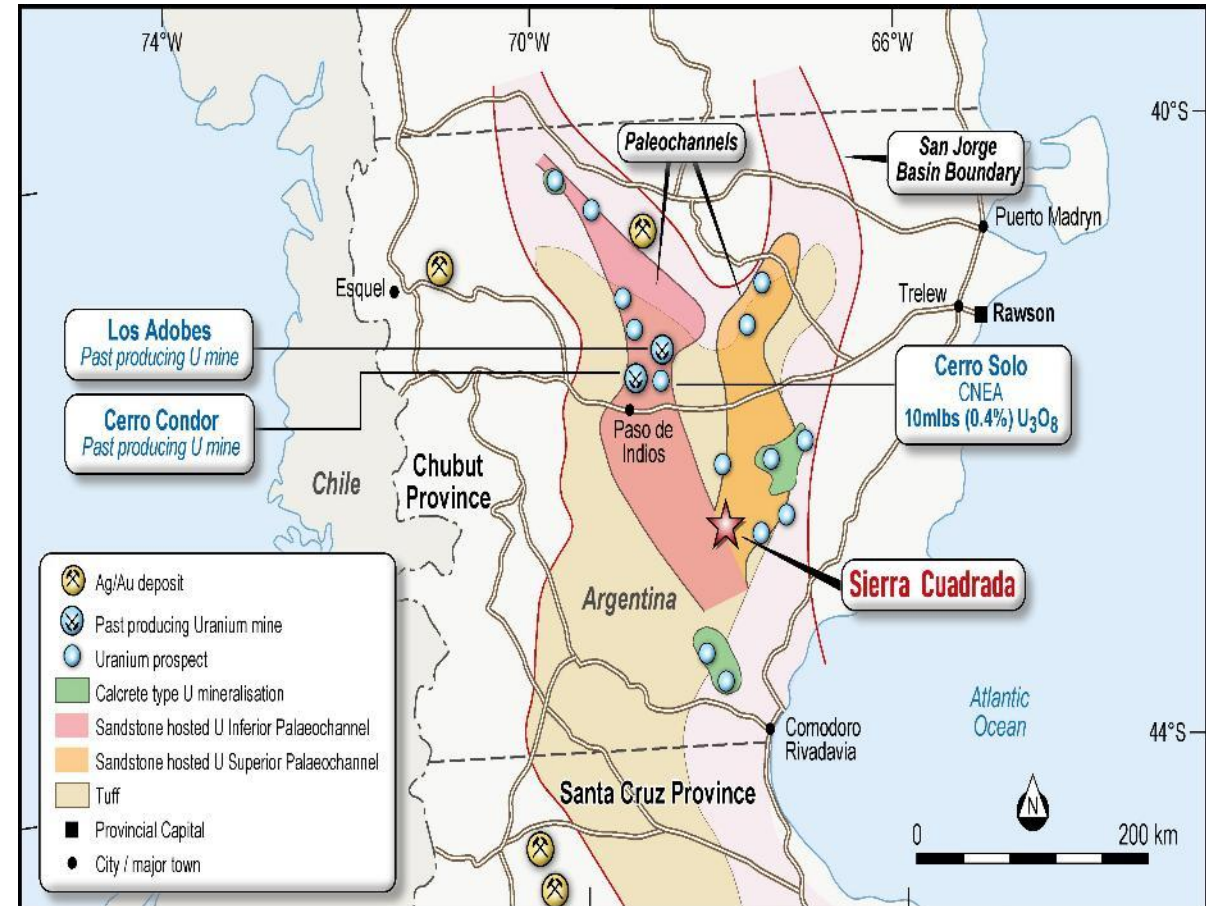 74°W
70°W
66°W
40°S
Paleochannels
San Jorge
Basin Boundary
Puerto Madryn
Esquel
Trelew
Rawson
Los Adobes
Past producing U mine
Cerro Solo
CNEA
10mlbs (0.4%) U₃O₈
Cerro Condor
Past producing U mine
Paso de
Indios
Chile
Chubut
Province
Sierra Cuadrada
Argentina
Ag/Au deposit
Past producing Uranium mine
Uranium prospect
Calcrete type U mineralisation
Sandstone hosted U Inferior Palaeochannel
Sandstone hosted U Superior Palaeochannel
Tuff
Provincial Capital
City / major town
Atlantic
Ocean
Comodoro
Rivadavia
44°S
Santa Cruz Province
N
0
200 km